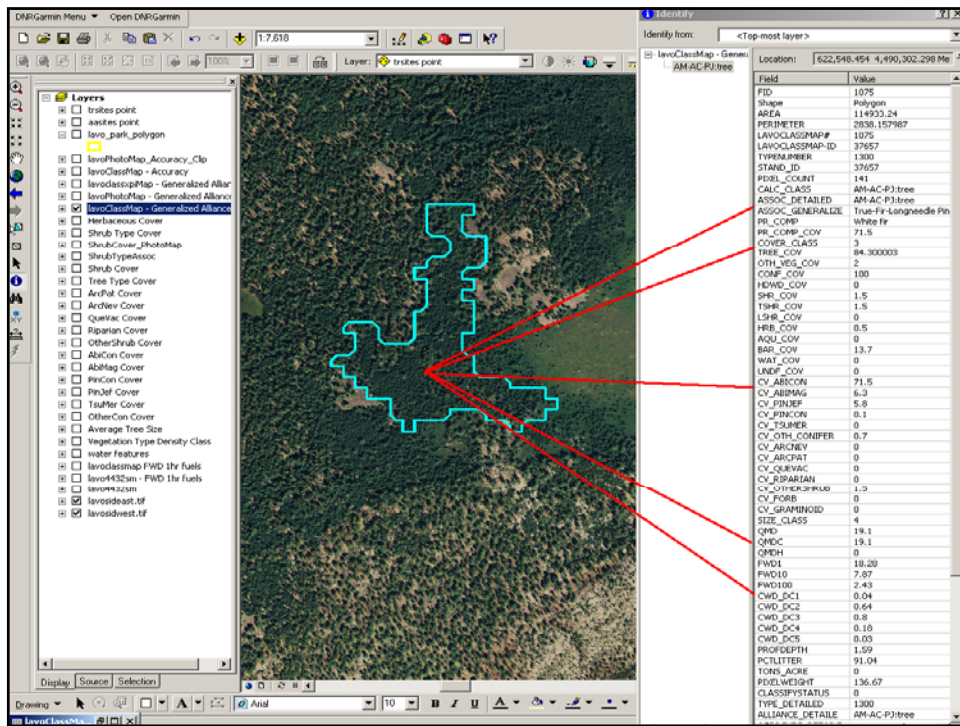 DNRGarmin Menu Open DNRGarmin
1:7,618
100%
Layer: trsites point
Layers
trsites point
aasites point
lavo_park_polygon
lavoPhotoMap_Accuracy_Clip
lavoClassMap - Accuracy
lavoclassxpiMap - Generalized Allian
lavoPhotoMap - Generalized Allianc
lavoClassMap - Generalized Alliance
Herbaceous Cover
Shrub Type Cover
ShrubCover_PhotoMap
ShrubTypeAssoc
Shrub Cover
Tree Type Cover
ArcPat Cover
ArcNev Cover
QueVac Cover
Riparian Cover
OtherShrub Cover
AbiCon Cover
AbiMag Cover
PinCon Cover
PinJef Cover
TsuMer Cover
OtherCon Cover
Average Tree Size
Vegetation Type Density Class
water features
lavoclassmap FWD 1hr fuels
lavo4432sm - FWD 1hr fuels
lavo4432sm
lavosideast.tif
lavosidwest.tif
Display Source Selection
Drawing Arial 10 B I U A
lavoClassMa...
Identify
Identify from: <Top-most layer>
lavoClassMap - Genera
AM-AC-PJ:tree
Location: 622,548.454 4,490,302.298 Me
Field Value
FID 1075
Shape Polygon
AREA 114933.24
PERIMETER 2838.157987
LAVOCLASSMAP# 1075
LAVOCLASSMAP-ID 37657
TYPENUMBER 1300
STAND_ID 37657
PIXEL_COUNT 141
CALC_CLASS AM-AC-PJ:tree
ASSOC_DETAILED AM-AC-PJ:tree
ASSOC_GENERALIZE True-Fir-Longneedle Pin
PR_COMP White fir
PR_COMP_COV 71.5
COVER_CLASS 3
TREE_COV 84.300003
OTH_VEG_COV 2
CONF_COV 100
HDWD_COV 0
SHR_COV 1.5
TSHR_COV 1.5
LSHR_COV 0
HRB_COV 0.5
AQU_COV 0
BAR_COV 13.7
WAT_COV 0
UNDF_COV 0
CV_ABICON 71.5
CV_ABIMAG 6.3
CV_PINJEF 5.8
CV_PINCON 0.1
CV_TSUMER 0
CV_OTH_CONIFER 0.7
CV_ARCNEV 0
CV_ARCPAT 0
CV_QUEVAC 0
CV_RIPARIAN 0
CV_OTHERSHRUB 1.5
CV_FORB 0
CV_GRAMINOID 0
SIZE_CLASS 4
QMD 19.1
QMDC 19.1
QMDH 0
FWD1 18.28
FWD10 7.87
FWD100 2.43
CWD_DC1 0.04
CWD_DC2 0.64
CWD_DC3 0.8
CWD_DC4 0.18
CWD_DC5 0.03
PROFDEPTH 1.59
PCTLITTER 91.04
TONS_ACRE 0
PIXELWEIGHT 136.67
CLASSIFYSTATUS 0
TYPE_DETAILED 1300
ALLIANCE_DETAILE AM-AC-PJ:tree